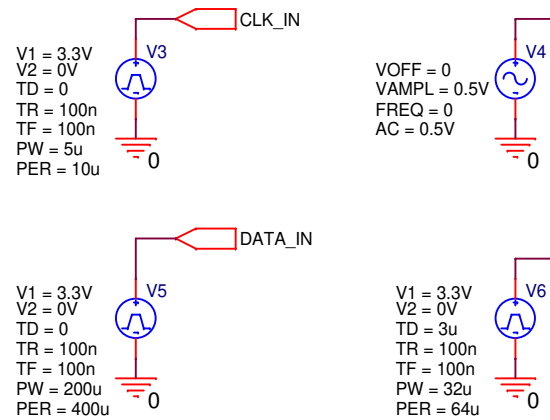 CLK_IN
V3
V1 = 3.3V
V2 = 0V
TD = 0
TR = 100n
TF = 100n
PW = 5u
PER = 10u
0
V4
VOFF = 0
VAMPL = 0.5V
FREQ = 0
AC = 0.5V
0
DATA_IN
V5
V1 = 3.3V
V2 = 0V
TD = 0
TR = 100n
TF = 100n
PW = 200u
PER = 400u
0
V6
V1 = 3.3V
V2 = 0V
TD = 3u
TR = 100n
TF = 100n
PW = 32u
PER = 64u
0